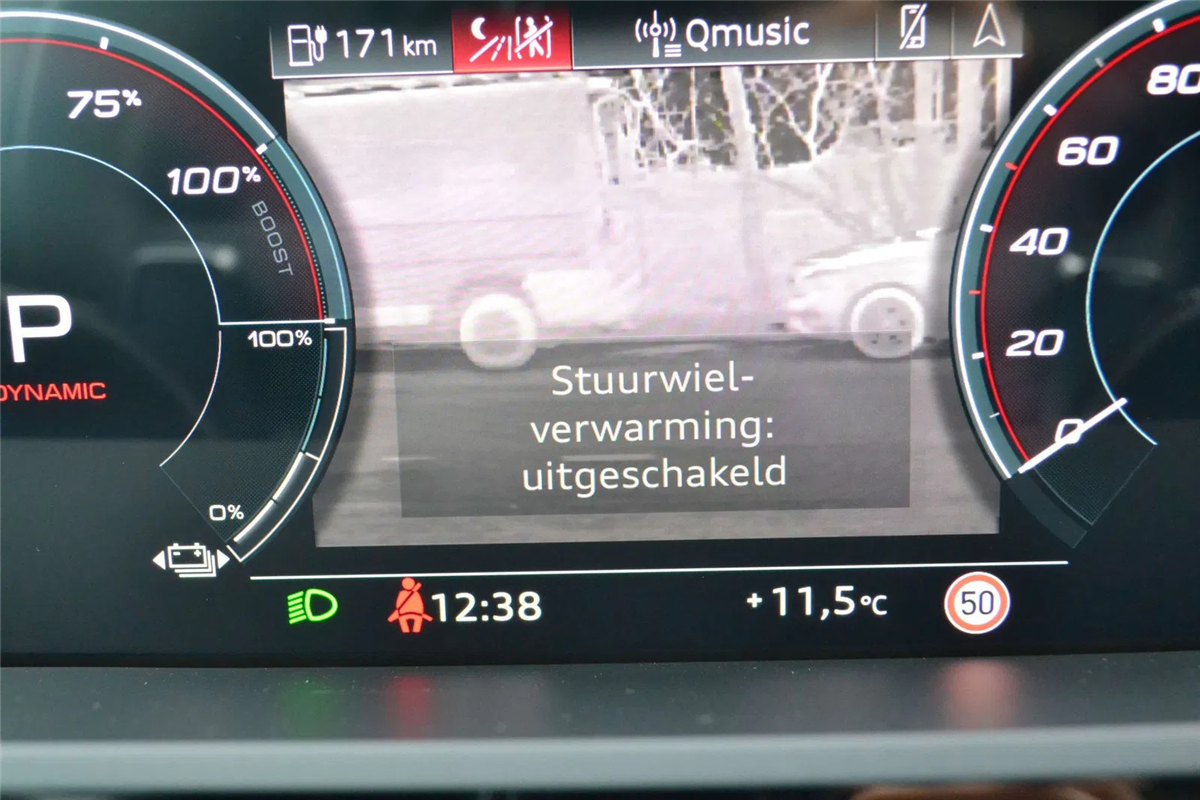 171 km
Qmusic
75%
100%
BOOST
P
DYNAMIC
100%
0%
80
60
40
20
0
Stuurwiel-
verwarming:
uitgeschakeld
12:38
+11,5°C
50